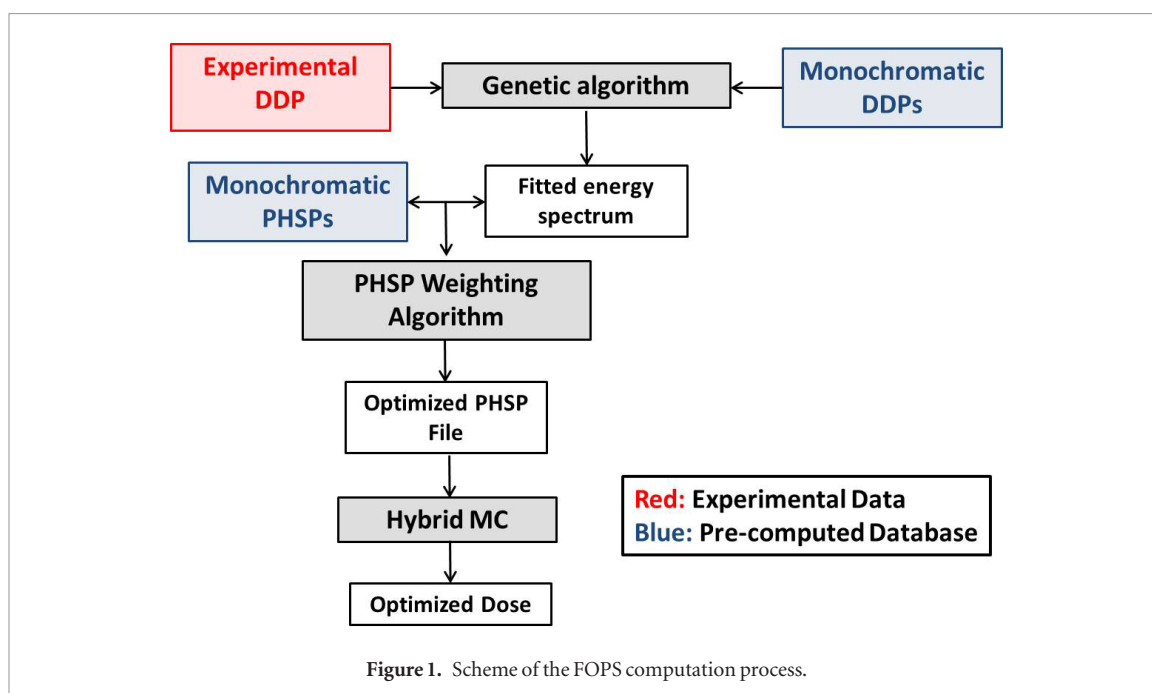 Experimental
DDP
Genetic algorithm
Monochromatic
DDPs
Monochromatic
PHSPs
Fitted energy
spectrum
PHSP Weighting
Algorithm
Optimized PHSP
File
Hybrid MC
Optimized Dose
Red: Experimental Data
Blue: Pre-computed Database
Figure 1. Scheme of the FOPS computation process.